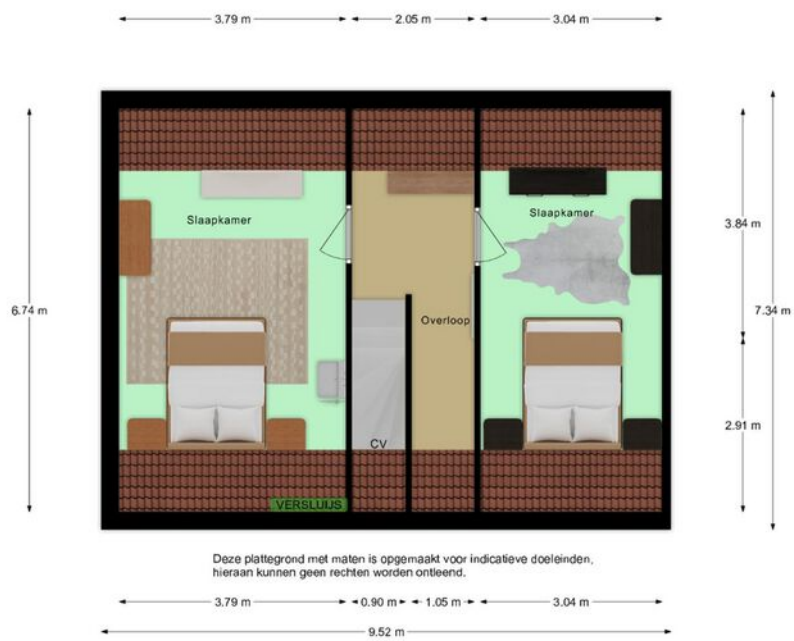 3.79 m 2.05 m 3.04 m
Slaapkamer Slaapkamer
3.84 m
6.74 m 7.34 m
Overloop
2.91 m
CV
VERSLUIJS
Deze plattegrond met maten is opgemaakt voor indicatieve doeleinden,
hieraan kunnen geen rechten worden ontleend.
3.79 m 0.90 m 1.05 m 3.04 m
9.52 m